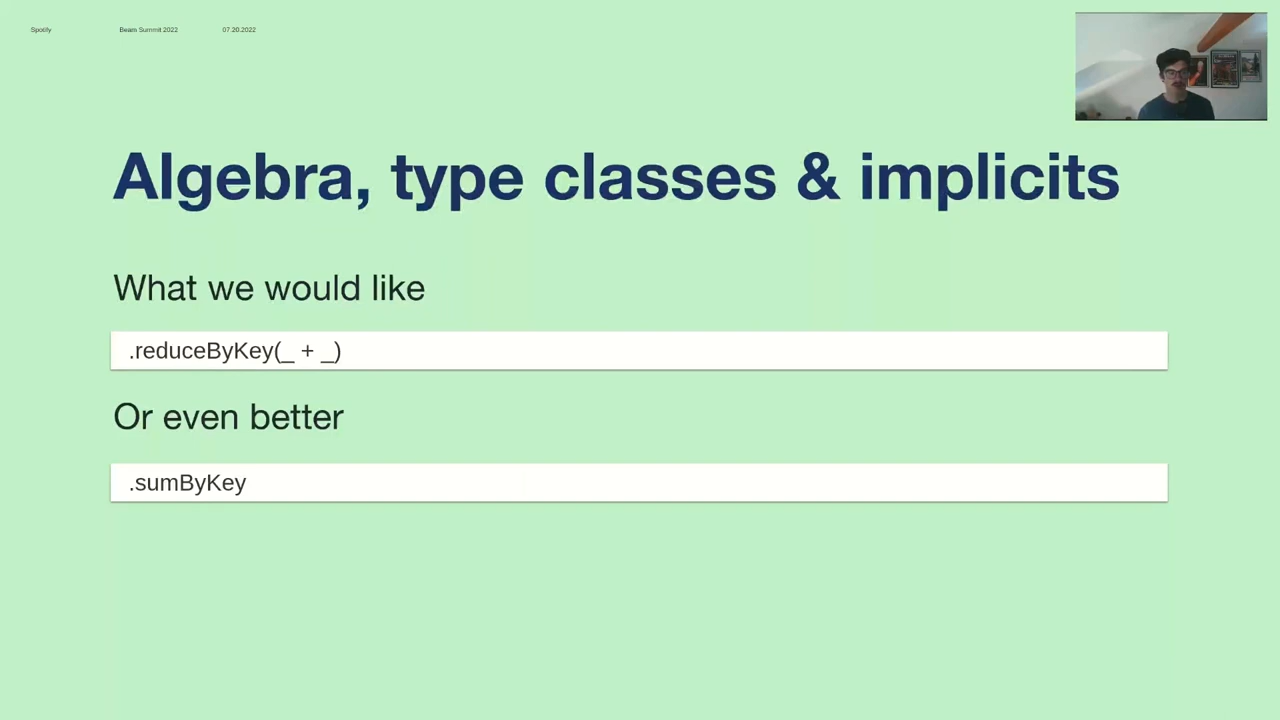 Spotify Beam Summit 2022 07.20.2022
Algebra, type classes & implicits
What we would like
.reduceByKey(_ + _)
Or even better
.sumByKey